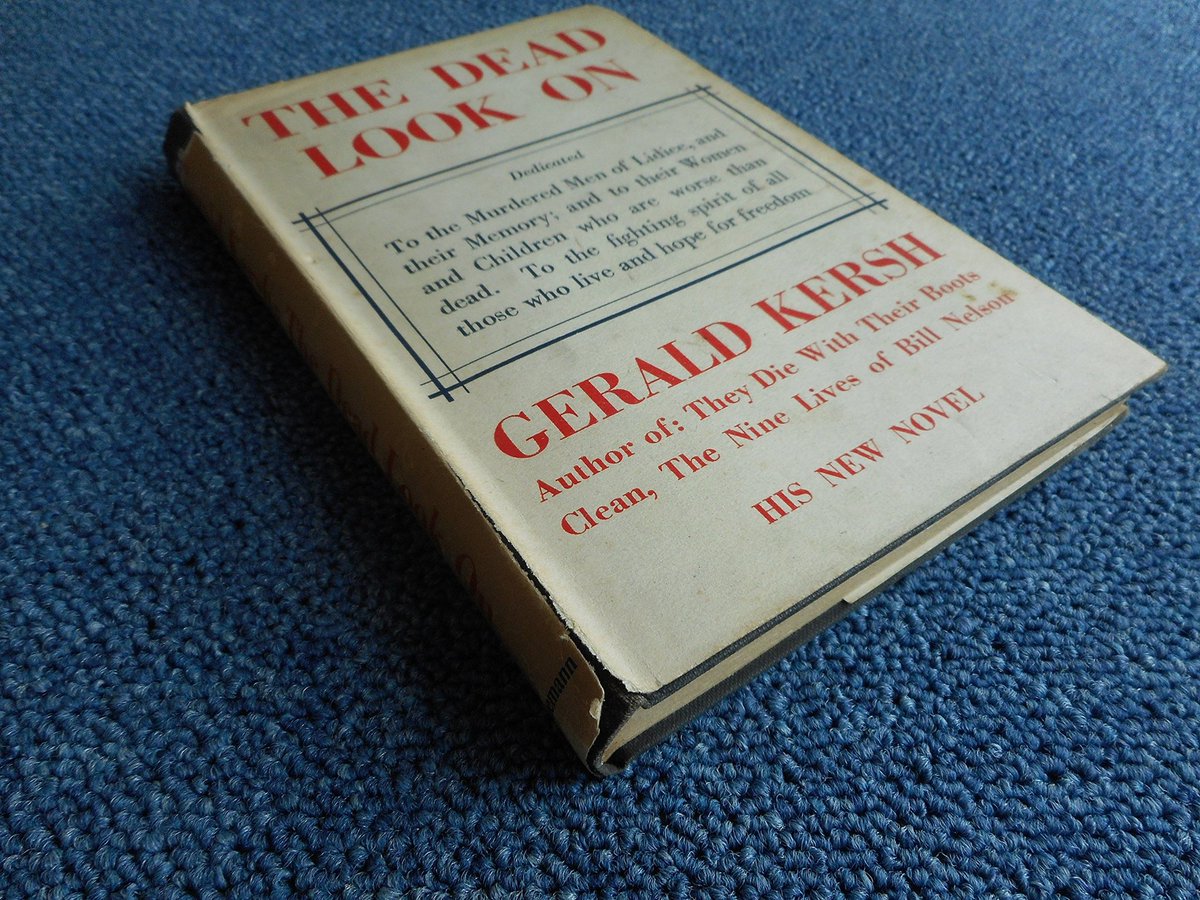 THE DEAD
LOOK ON
Dedicated
To the Murdered Men of Lidice, and
their Memory; and to their Women
and Children who are worse than
dead. To the fighting spirit of all
those who live and hope for freedom
GERALD KERSH
Author of: They Die With Their Boots
Clean, The Nine Lives of Bill Nelson
HIS NEW NOVEL
Dead Look On